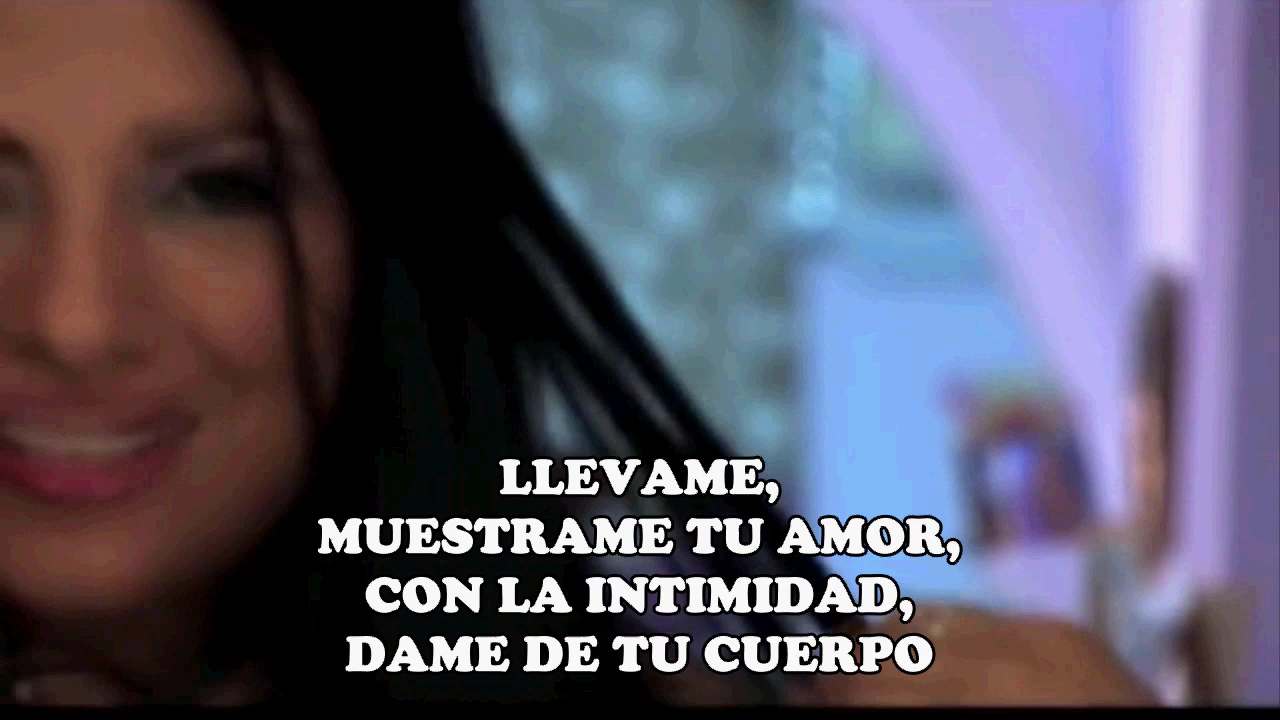 LLEVAME,
MUESTRAME TU AMOR,
CON LA INTIMIDAD,
DAME DE TU CUERPO